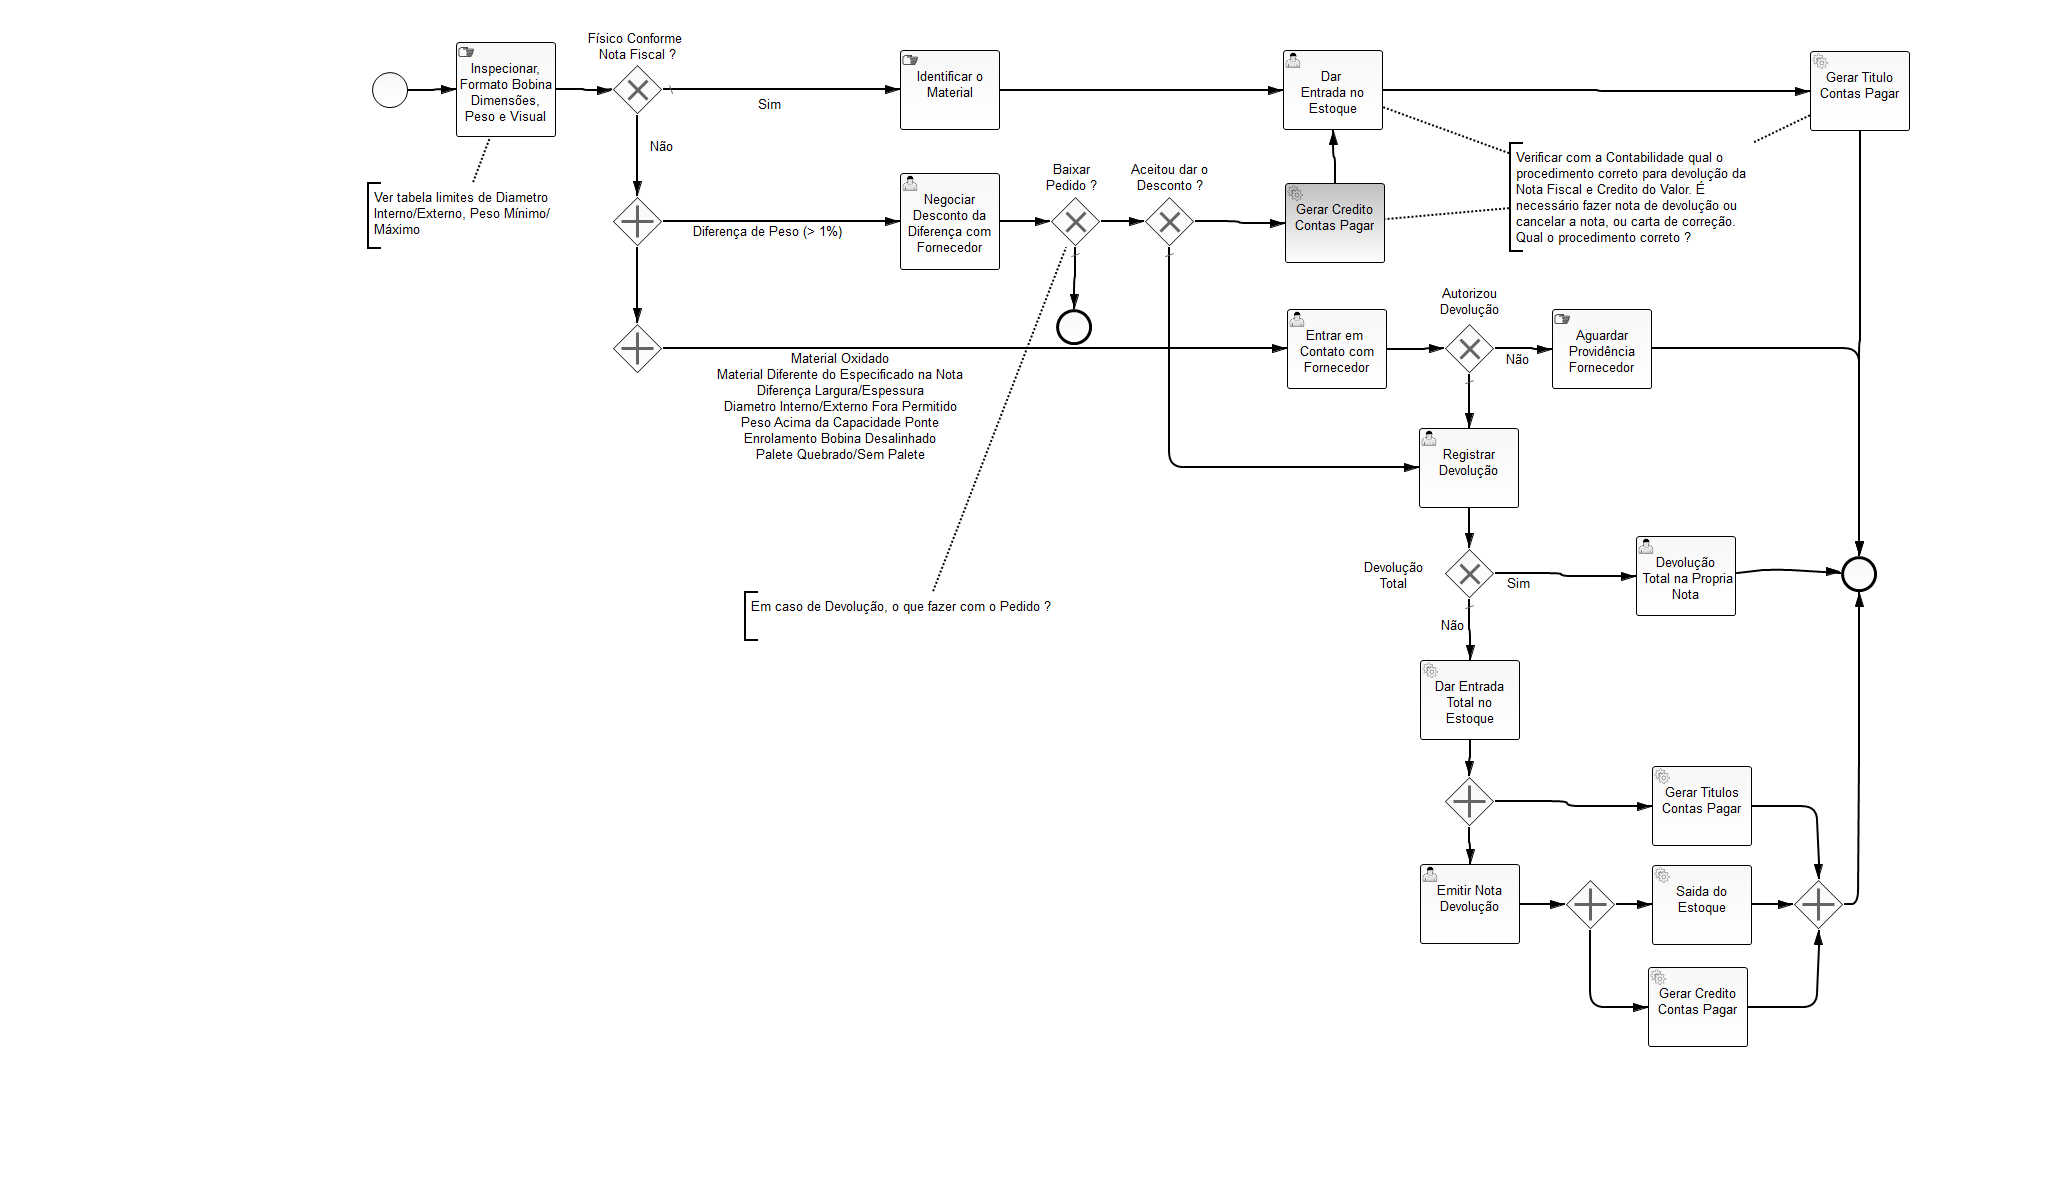 Físico Conforme
Nota Fiscal ?
Inspecionar,
Formato Bobina
Dimensões,
Peso e Visual
Identificar o
Material
Dar
Entrada no
Estoque
Gerar Titulo
Contas Pagar
Sim
Não
Ver tabela limites de Diametro
Interno/Externo, Peso Mínimo/
Máximo
Negociar
Desconto da
Diferença com
Fornecedor
Diferença de Peso (> 1%)
Baixar
Pedido ?
Aceitou dar o
Desconto ?
Gerar Credito
Contas Pagar
Verificar com a Contabilidade qual o
procedimento correto para devolução da
Nota Fiscal e Credito do Valor. É
necessário fazer nota de devolução ou
cancelar a nota, ou carta de correção.
Qual o procedimento correto ?
Autorizou
Devolução
Entrar em
Contato com
Fornecedor
Não
Aguardar
Providência
Fornecedor
Material Oxidado
Material Diferente do Especificado na Nota
Diferença Largura/Espessura
Diametro Interno/Externo Fora Permitido
Peso Acima da Capacidade Ponte
Enrolamento Bobina Desalinhado
Palete Quebrado/Sem Palete
Registrar
Devolução
Devolução
Total
Sim
Devolução
Total na Propria
Nota
Em caso de Devolução, o que fazer com o Pedido ?
Não
Dar Entrada
Total no
Estoque
Gerar Titulos
Contas Pagar
Emitir Nota
Devolução
Saida do
Estoque
Gerar Credito
Contas Pagar